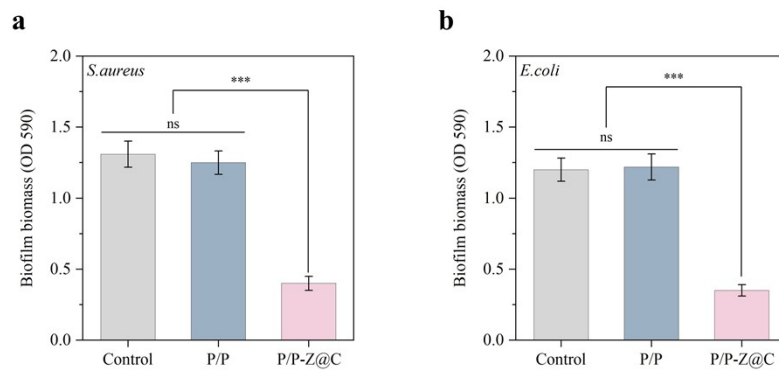 a
2.0
1.5
1.0
0.5
0.0
Biofilm biomass (OD 590)
S.aureus
***
ns
Control
P/P
P/P-Z@C
b
2.0
1.5
1.0
0.5
0.0
Biofilm biomass (OD 590)
E.coli
***
ns
Control
P/P
P/P-Z@C